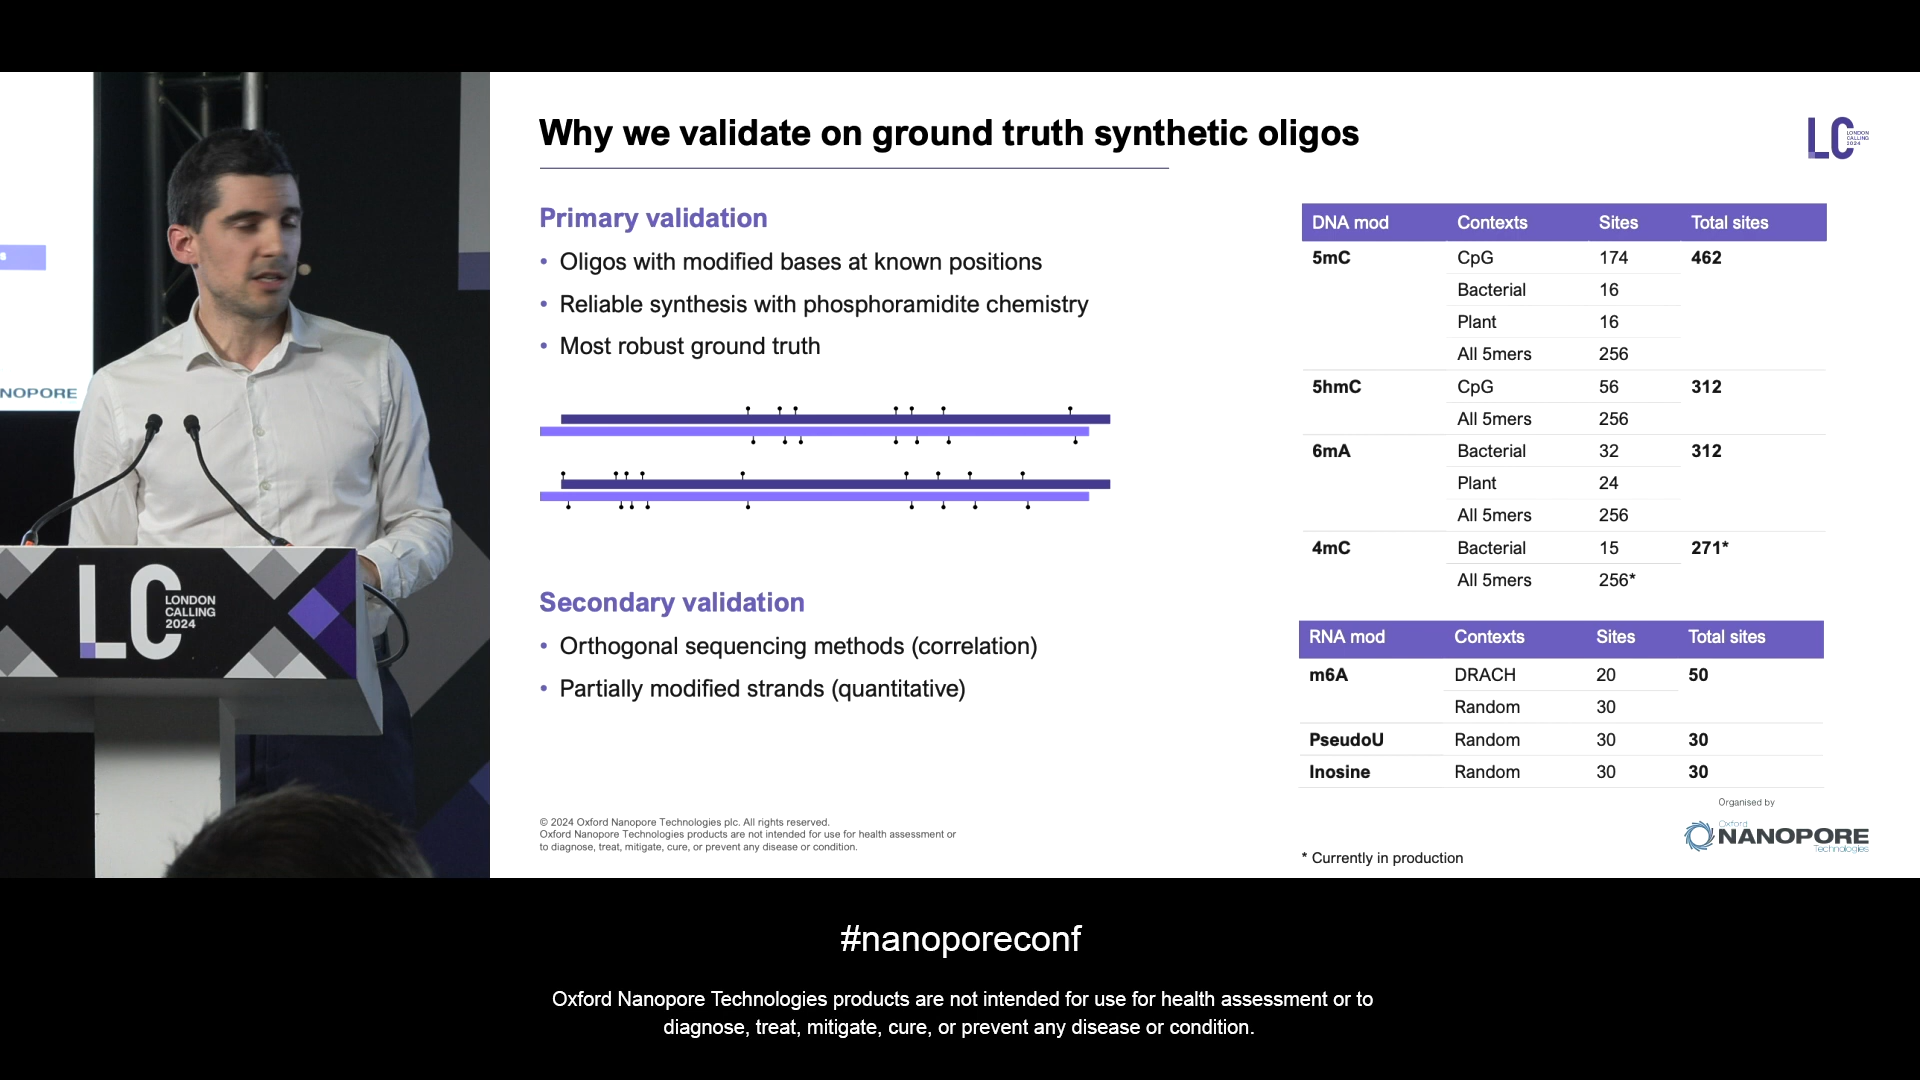 Why we validate on ground truth synthetic oligos
LC LONDON CALLING 2024
Primary validation
• Oligos with modified bases at known positions
• Reliable synthesis with phosphoramidite chemistry
• Most robust ground truth
Secondary validation
• Orthogonal sequencing methods (correlation)
• Partially modified strands (quantitative)
DNA mod Contexts Sites Total sites
5mC CpG 174 462
Bacterial 16
Plant 16
All 5mers 256
5hmC CpG 56 312
All 5mers 256
6mA Bacterial 32 312
Plant 24
All 5mers 256
4mC Bacterial 15 271*
All 5mers 256*
RNA mod Contexts Sites Total sites
m6A DRACH 20 50
Random 30
PseudoU Random 30 30
Inosine Random 30 30
Organised by
Oxford
NANOPORE
Technologies
* Currently in production
© 2024 Oxford Nanopore Technologies plc. All rights reserved.
Oxford Nanopore Technologies products are not intended for use for health assessment or
to diagnose, treat, mitigate, cure, or prevent any disease or condition.
s
NOPORE
LC
LONDON
CALLING
2024
#nanoporeconf
Oxford Nanopore Technologies products are not intended for use for health assessment or to
diagnose, treat, mitigate, cure, or prevent any disease or condition.